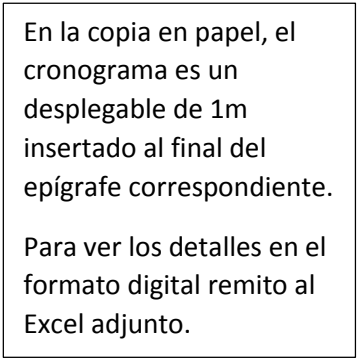 En la copia en papel, el
cronograma es un
desplegable de 1m
insertado al final del
epígrafe correspondiente.
Para ver los detalles en el
formato digital remito al
Excel adjunto.